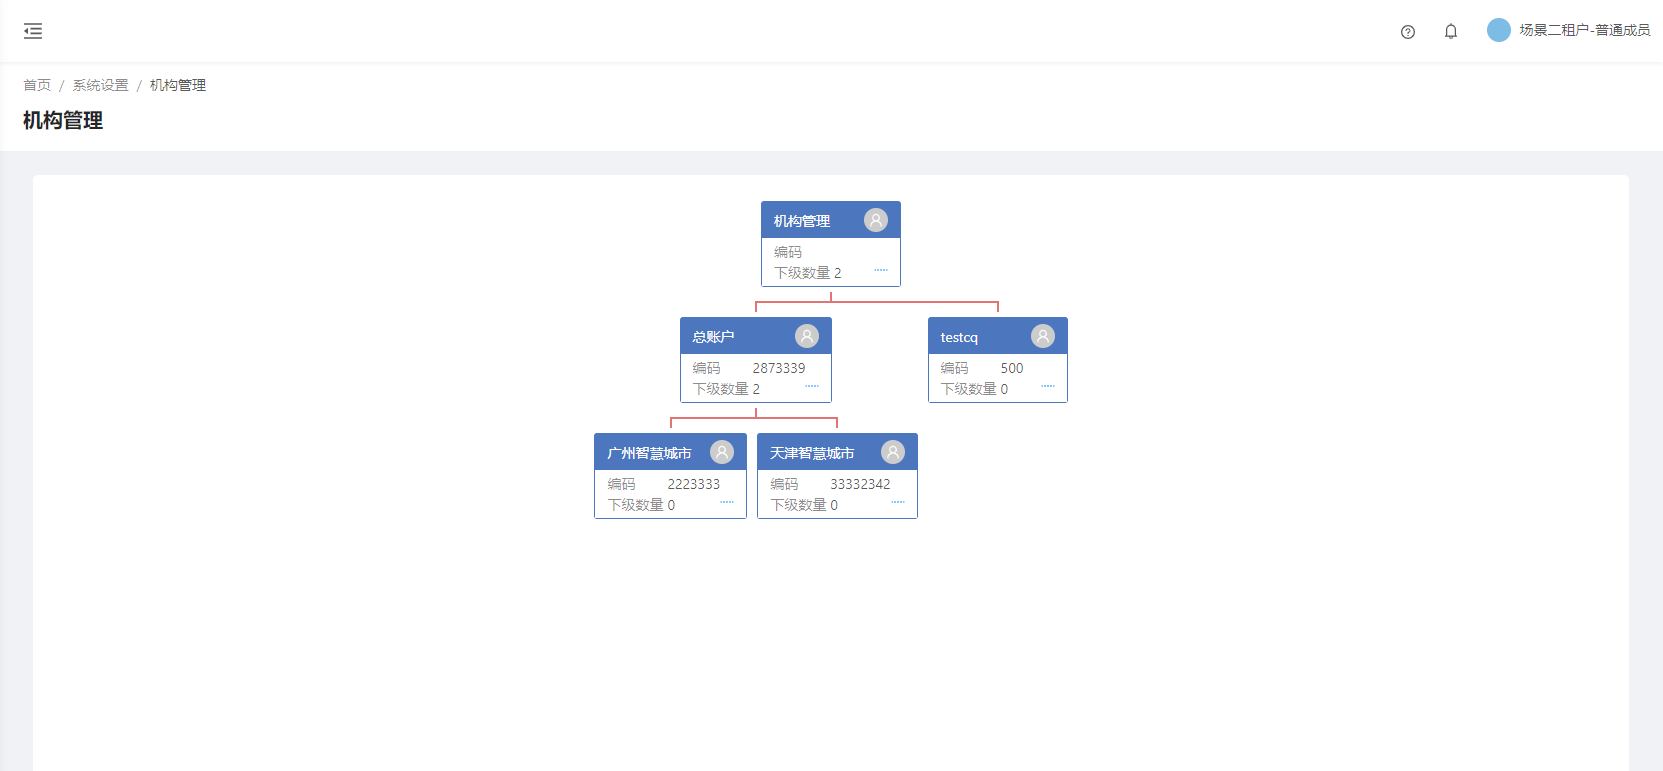 场景二租户-普通成员
首页 / 系统设置 / 机构管理
机构管理
机构管理
编码
下级数量 2
总账户
编码 2873339
下级数量 2
testcq
编码 500
下级数量 0
广州智慧城市
编码 2223333
下级数量 0
天津智慧城市
编码 33332342
下级数量 0